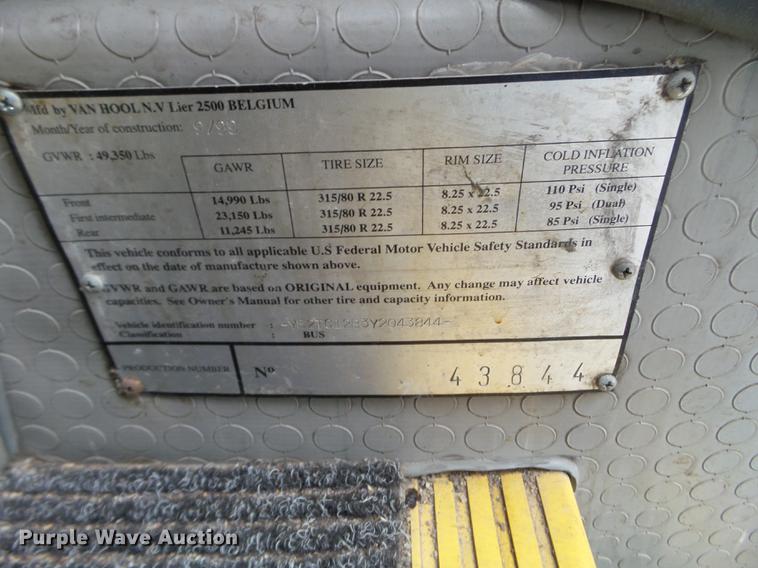 Mfd by VAN HOOL N.V Lier 2500 BELGIUM
Month/Year of construction: 9/99
GVWR : 49,350 Lbs
GAWR TIRE SIZE RIM SIZE COLD INFLATION PRESSURE
Front 14,990 Lbs 315/80 R 22.5 8.25 x 22.5 110 Psi (Single)
First intermediate 23,150 Lbs 315/80 R 22.5 8.25 x 22.5 95 Psi (Dual)
Rear 11,245 Lbs 315/80 R 22.5 8.25 x 22.5 85 Psi (Single)
This vehicle conforms to all applicable U.S Federal Motor Vehicle Safety Standards in
effect on the date of manufacture shown above.
GVWR and GAWR are based on ORIGINAL equipment. Any change may affect vehicle
capacities. See Owner's Manual for other tire and capacity information.
Vehicle identification number :
Classification : BUS
PRODUCTION NUMBER Nº 43844
Purple Wave Auction